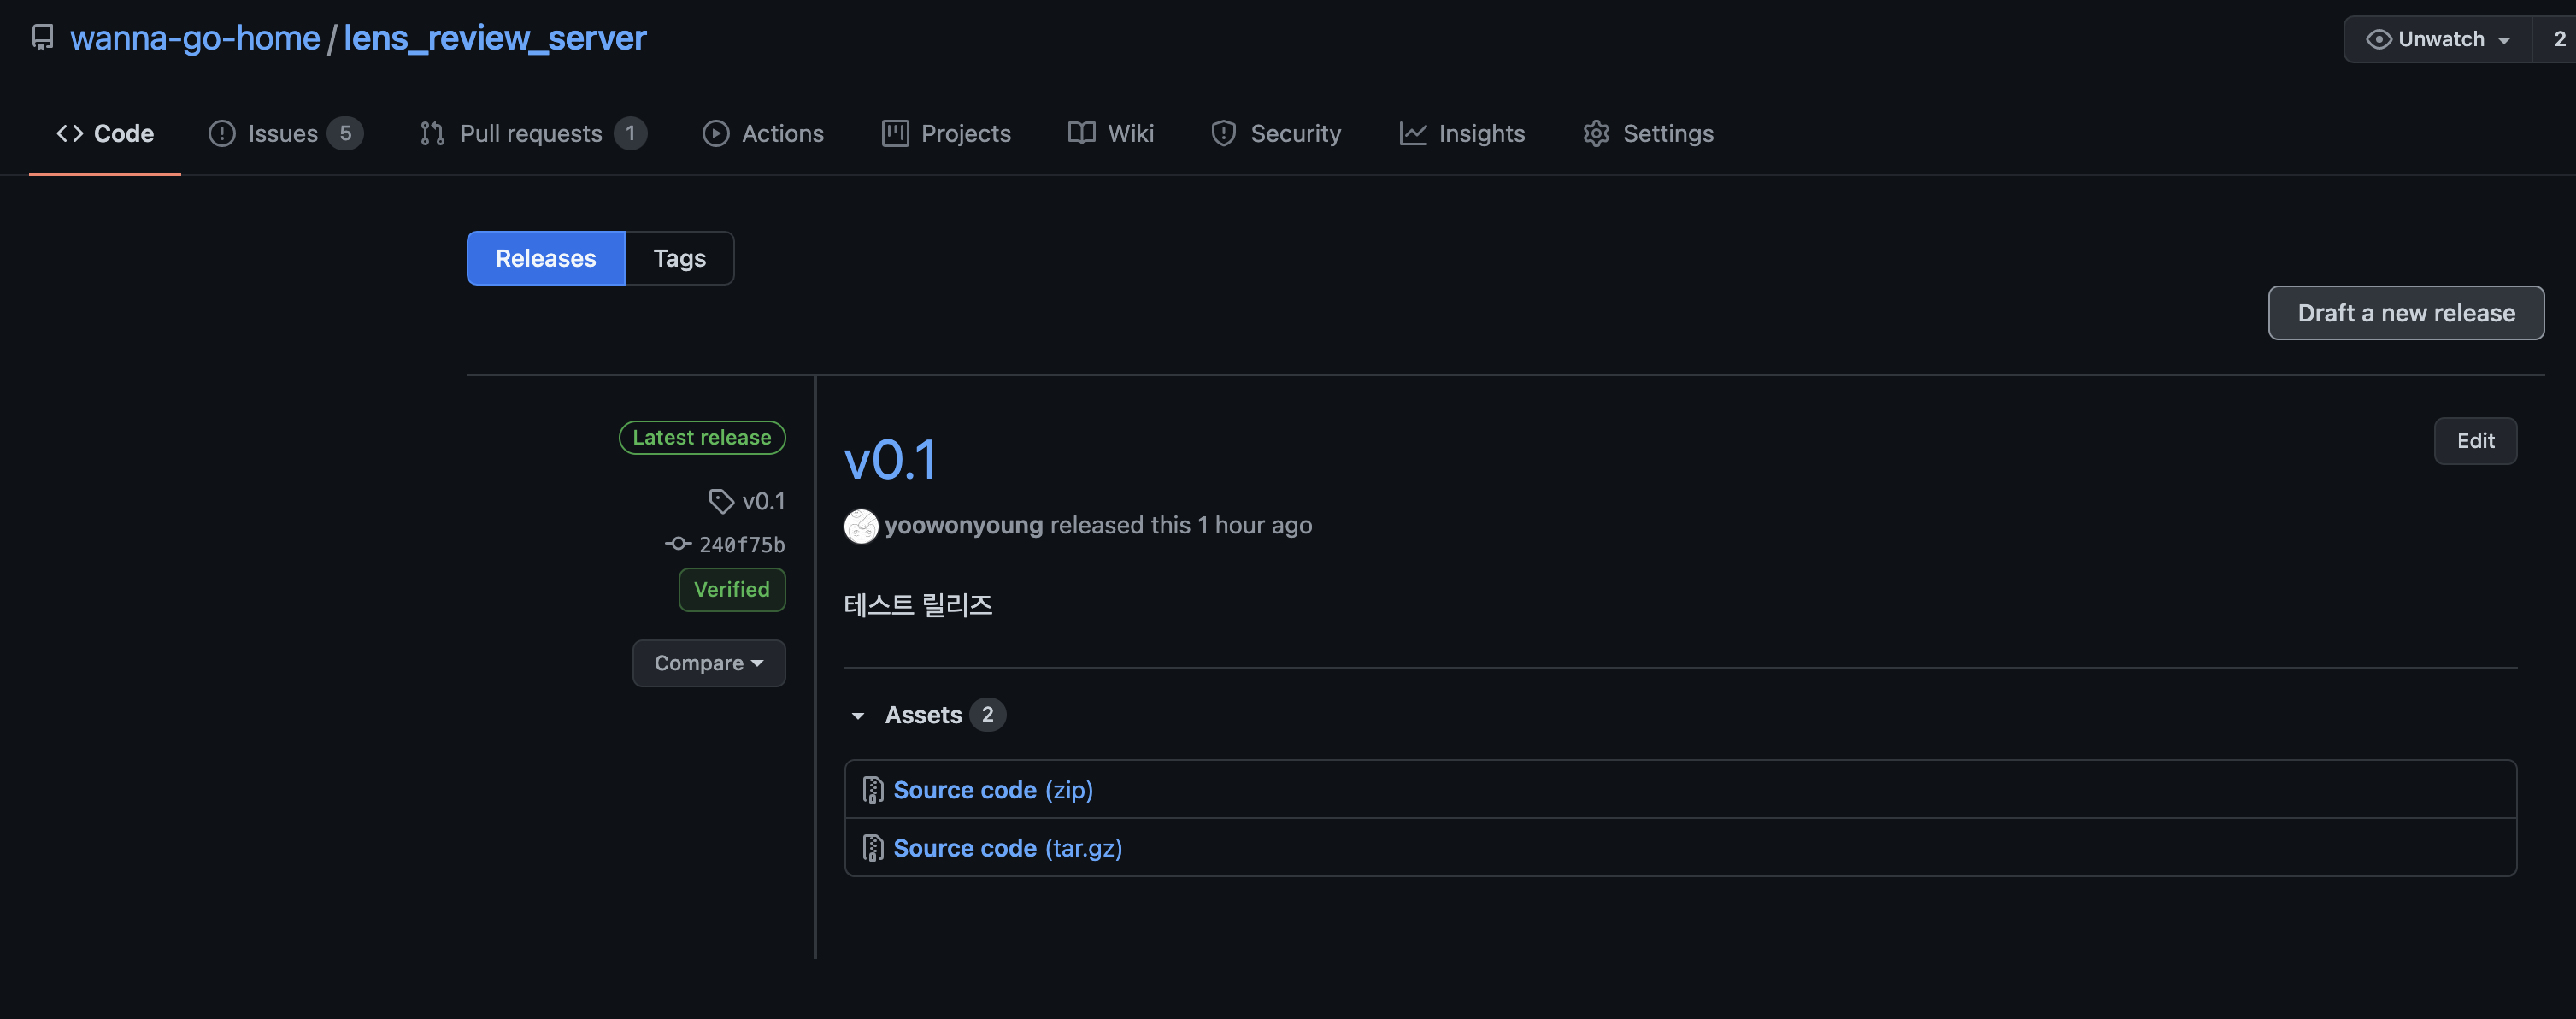 wanna-go-home / lens_review_server
Unwatch 2
Code Issues 5 Pull requests 1 Actions Projects Wiki Security Insights Settings
Releases Tags
Draft a new release
Latest release
v0.1
240f75b
Verified
Compare
v0.1
Edit
yoowonyoung released this 1 hour ago
테스트 릴리즈
Assets 2
Source code (zip)
Source code (tar.gz)